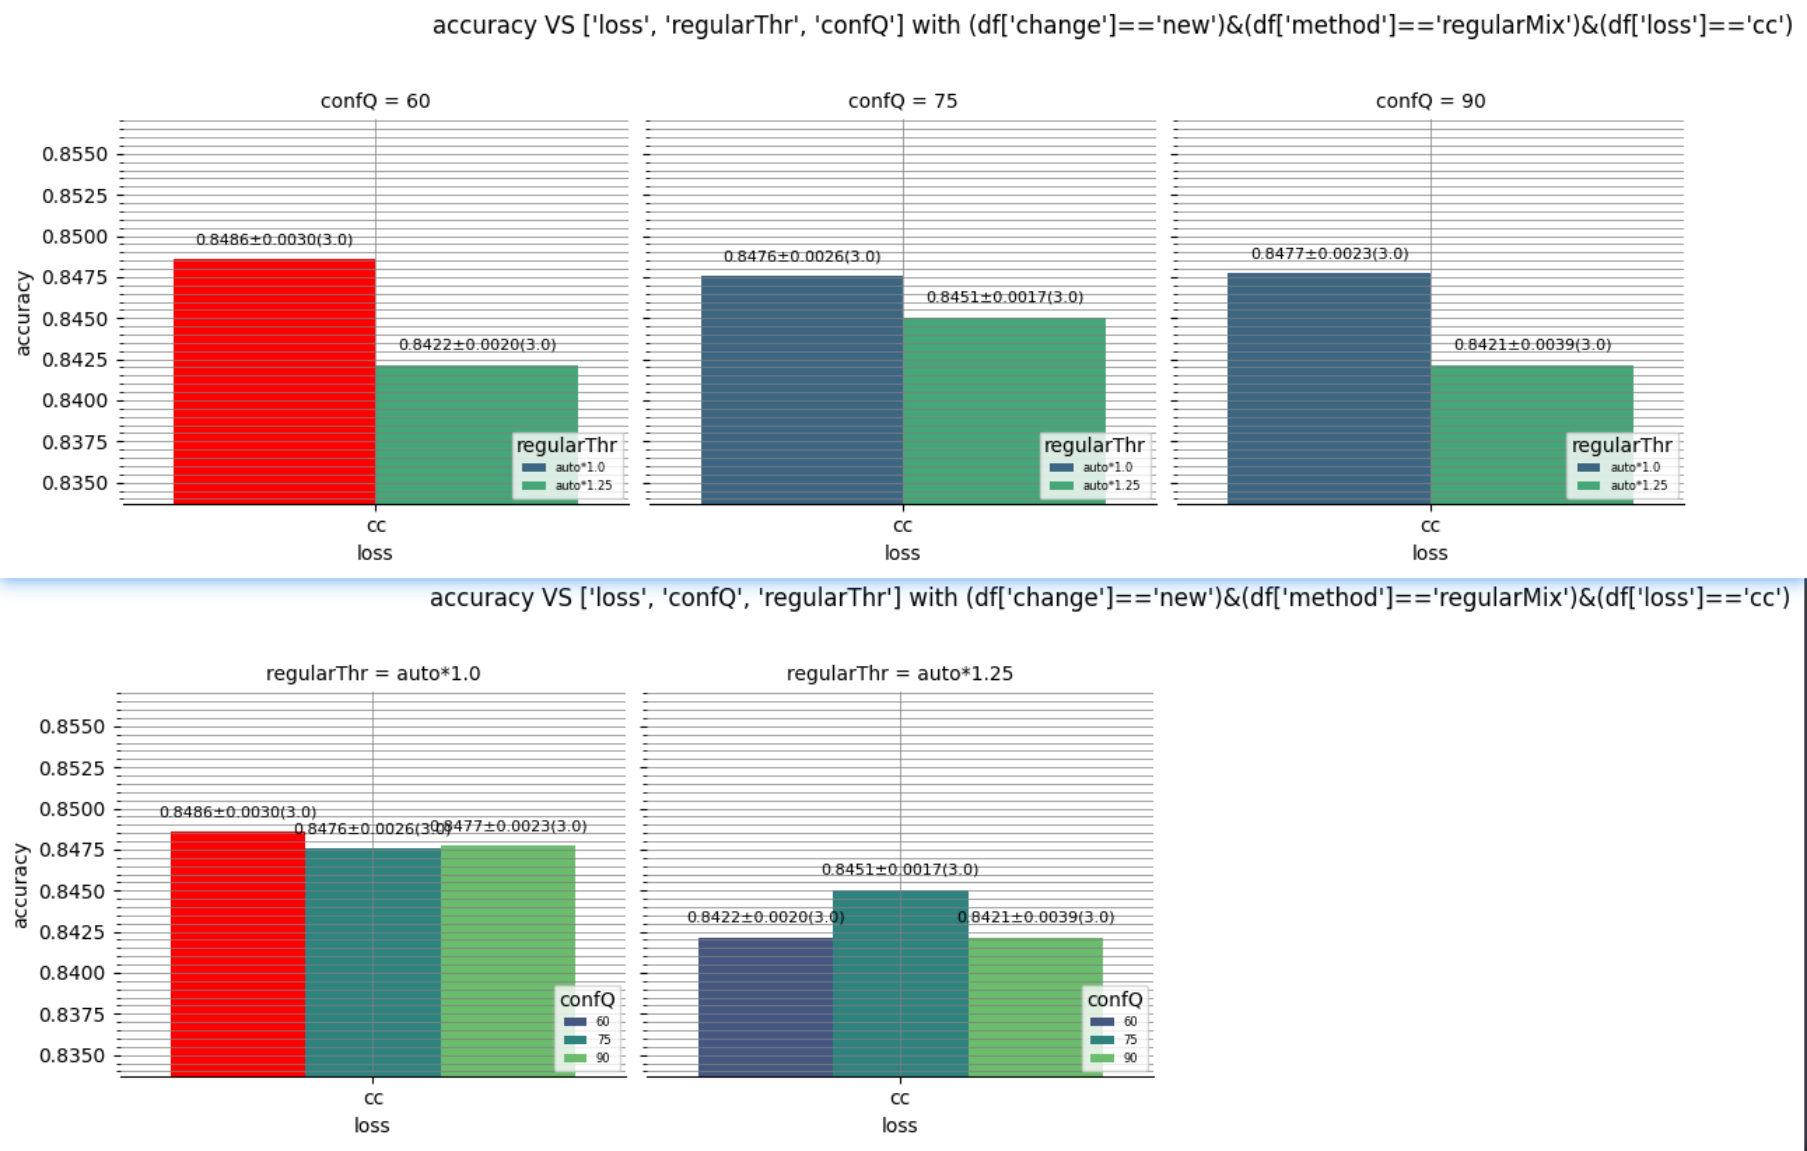 accuracy VS ['loss', 'regularThr', 'confQ'] with (df['change']=='new')&(df['method']=='regularMix')&(df['loss']=='cc')
confQ = 60 confQ = 75 confQ = 90
0.8550
0.8525
0.8500
0.8475
0.8450
0.8425
0.8400
0.8375
0.8350
accuracy
0.8486±0.0030(3.0)
0.8422±0.0020(3.0)
regularThr
auto*1.0
auto*1.25
cc
loss
0.8476±0.0026(3.0)
0.8451±0.0017(3.0)
regularThr
auto*1.0
auto*1.25
cc
loss
0.8477±0.0023(3.0)
0.8421±0.0039(3.0)
regularThr
auto*1.0
auto*1.25
cc
loss
accuracy VS ['loss', 'confQ', 'regularThr'] with (df['change']=='new')&(df['method']=='regularMix')&(df['loss']=='cc')
regularThr = auto*1.0 regularThr = auto*1.25
0.8550
0.8525
0.8500
0.8475
0.8450
0.8425
0.8400
0.8375
0.8350
accuracy
0.8486±0.0030(3.0)
0.8476±0.0026(3.0)
0.8477±0.0023(3.0)
confQ
60
75
90
cc
loss
0.8422±0.0020(3.0)
0.8451±0.0017(3.0)
0.8421±0.0039(3.0)
confQ
60
75
90
cc
loss